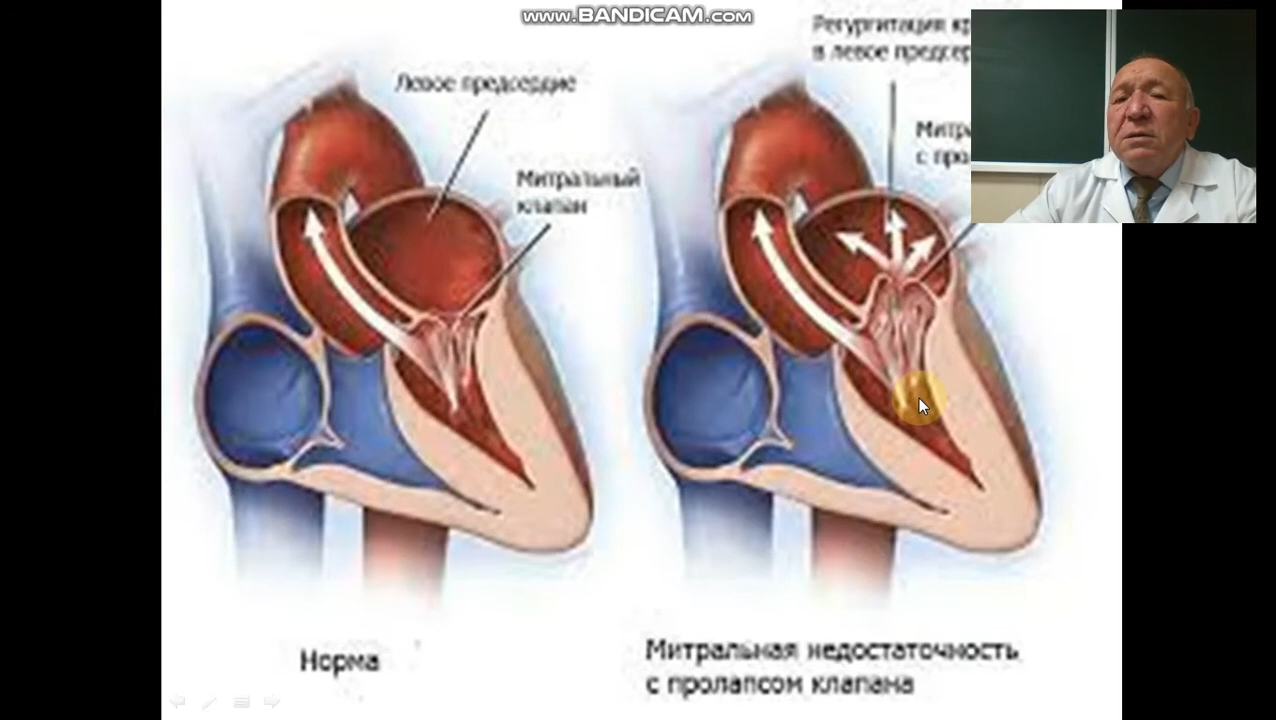 www.BANDICAM.com
Регургитация
в левое
Левое предсердие
Митральный
клапан
Норма
Митральная недостаточность
с пролапсом клапана